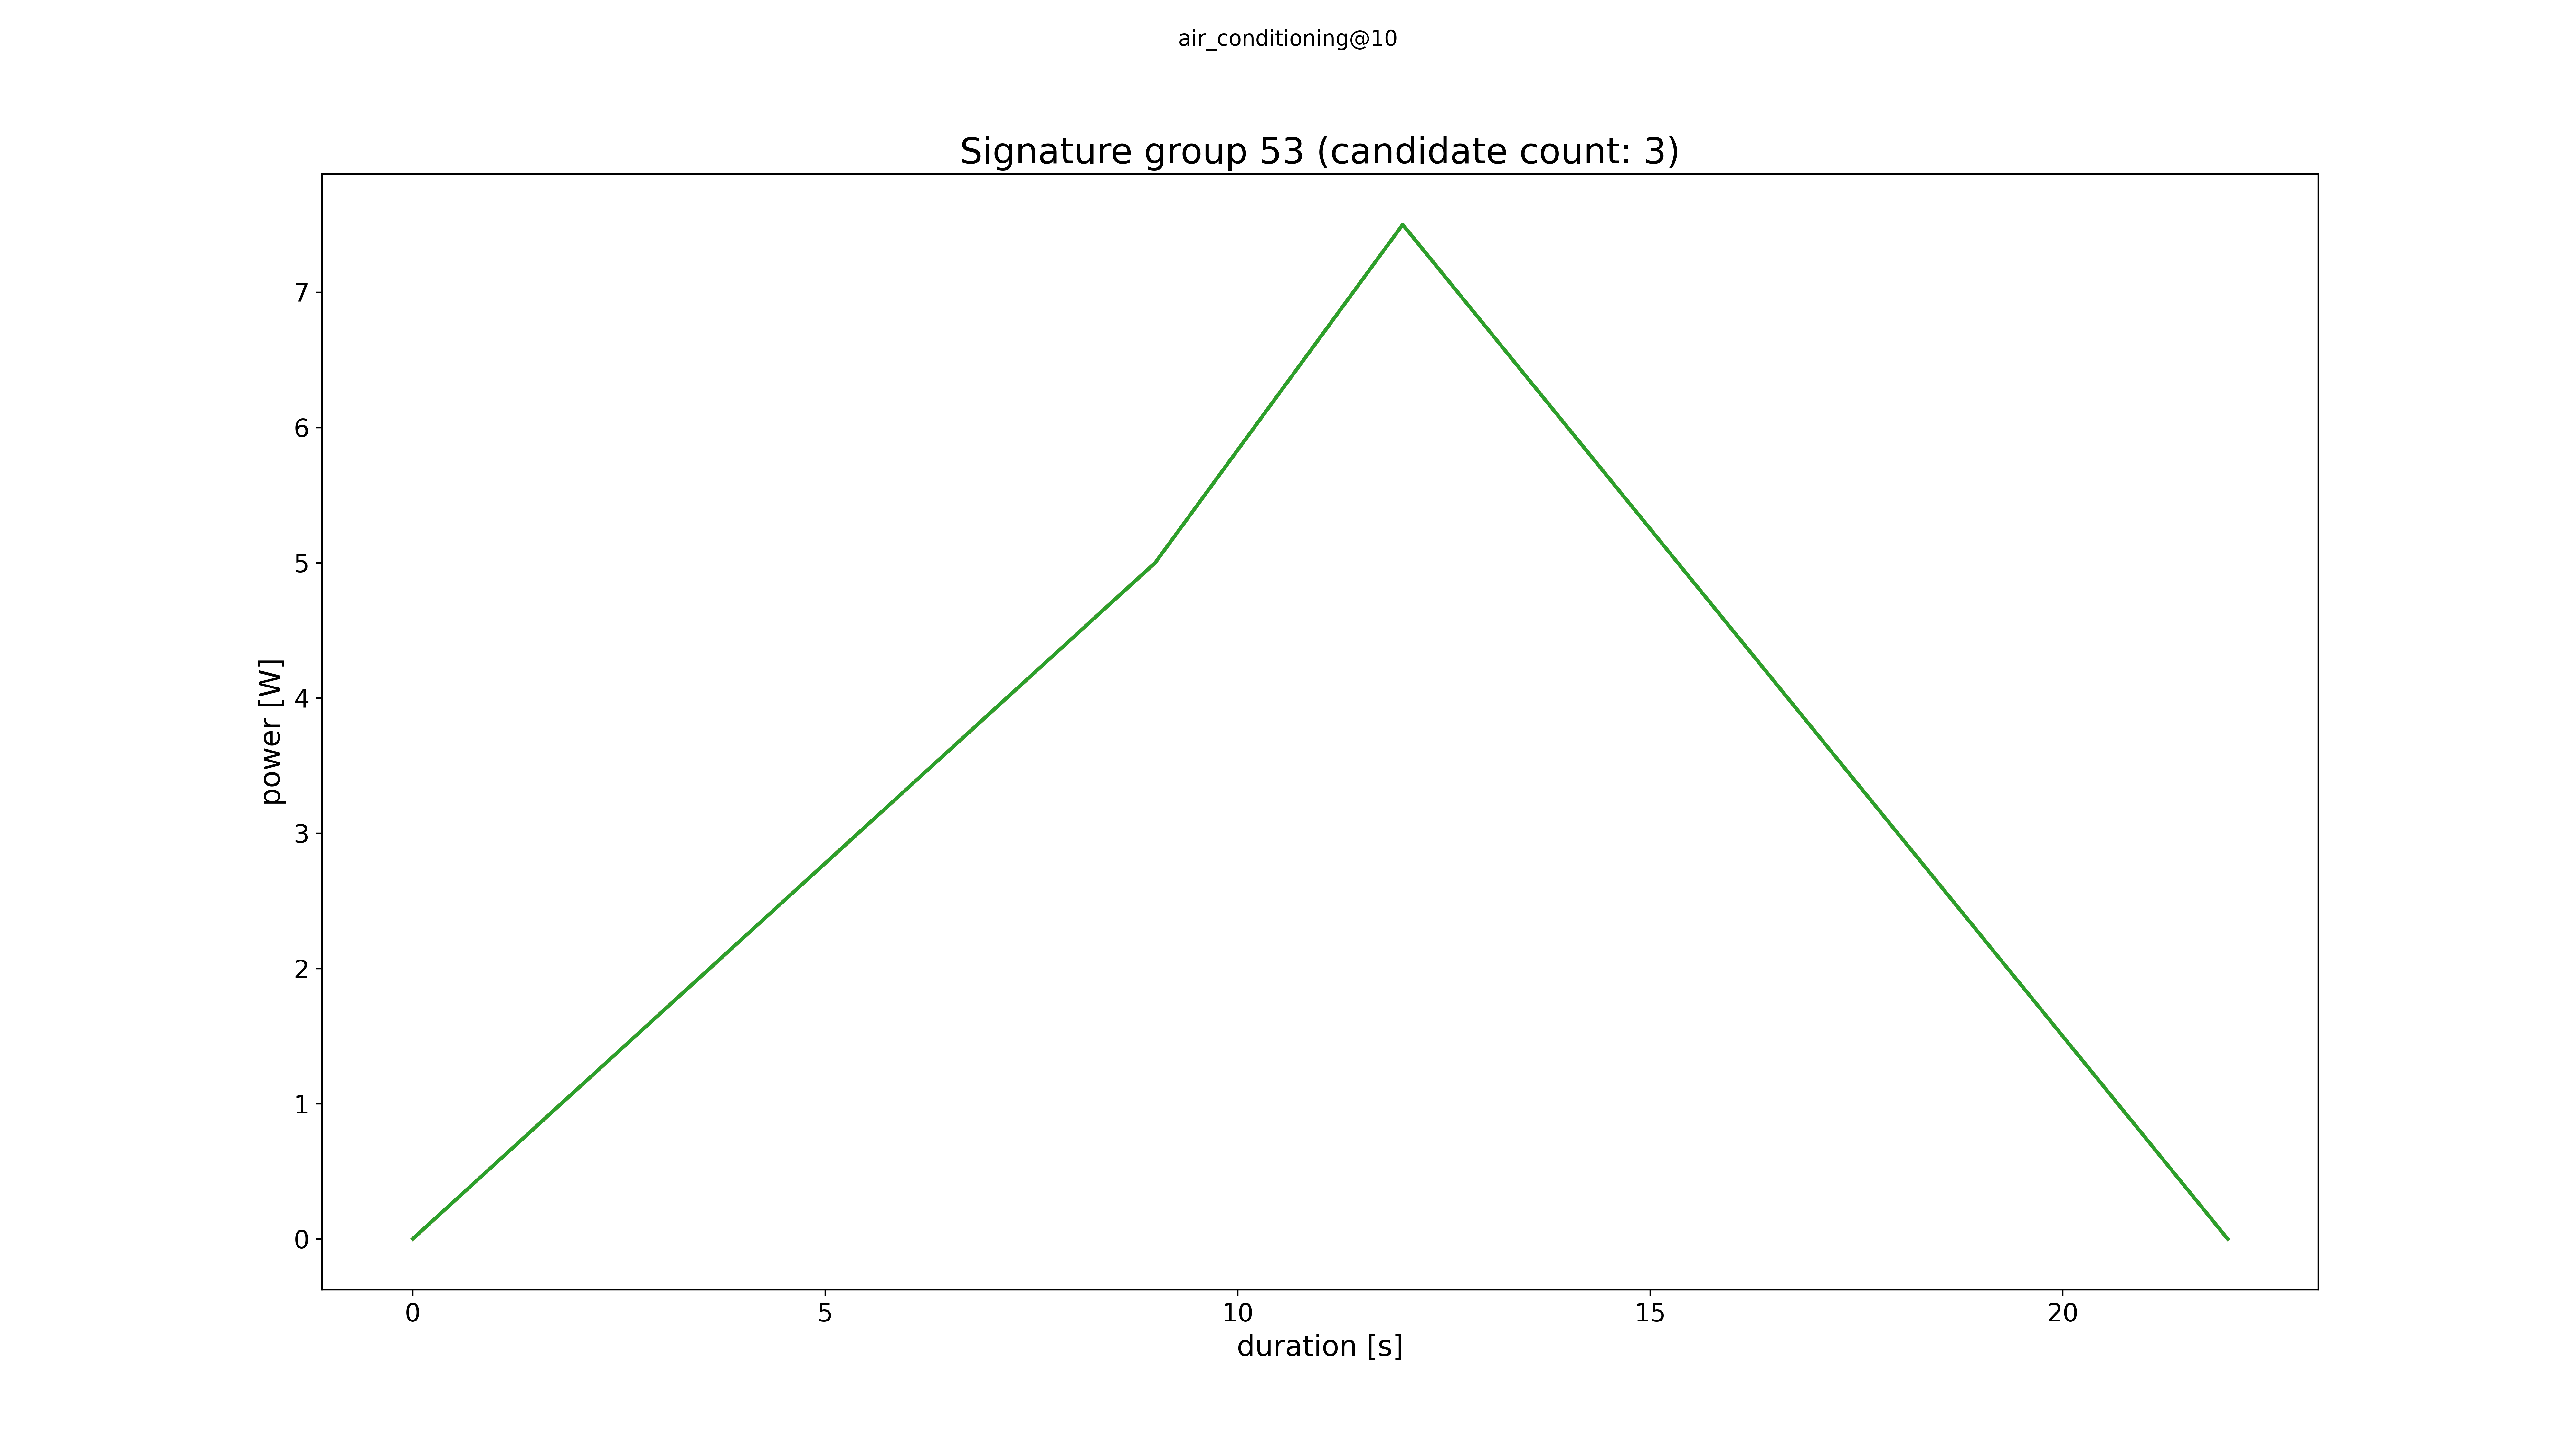 air_conditioning@10
Signature group 53 (candidate count: 3)
7
6
5
4
3
2
1
0
power [W]
0 5 10 15 20
duration [s]